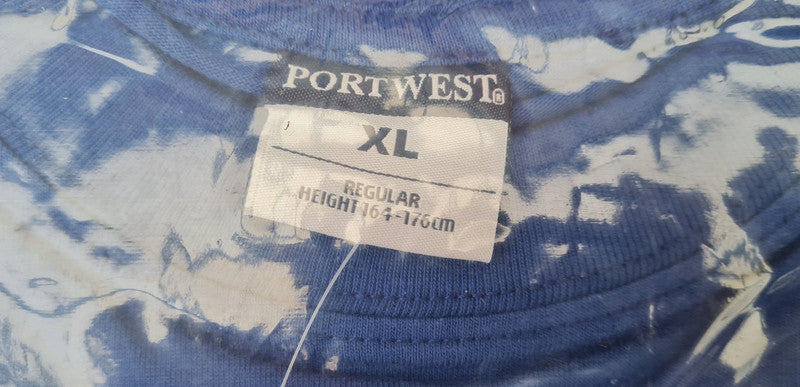 PORTWEST®
XL
REGULAR
HEIGHT 164-176cm